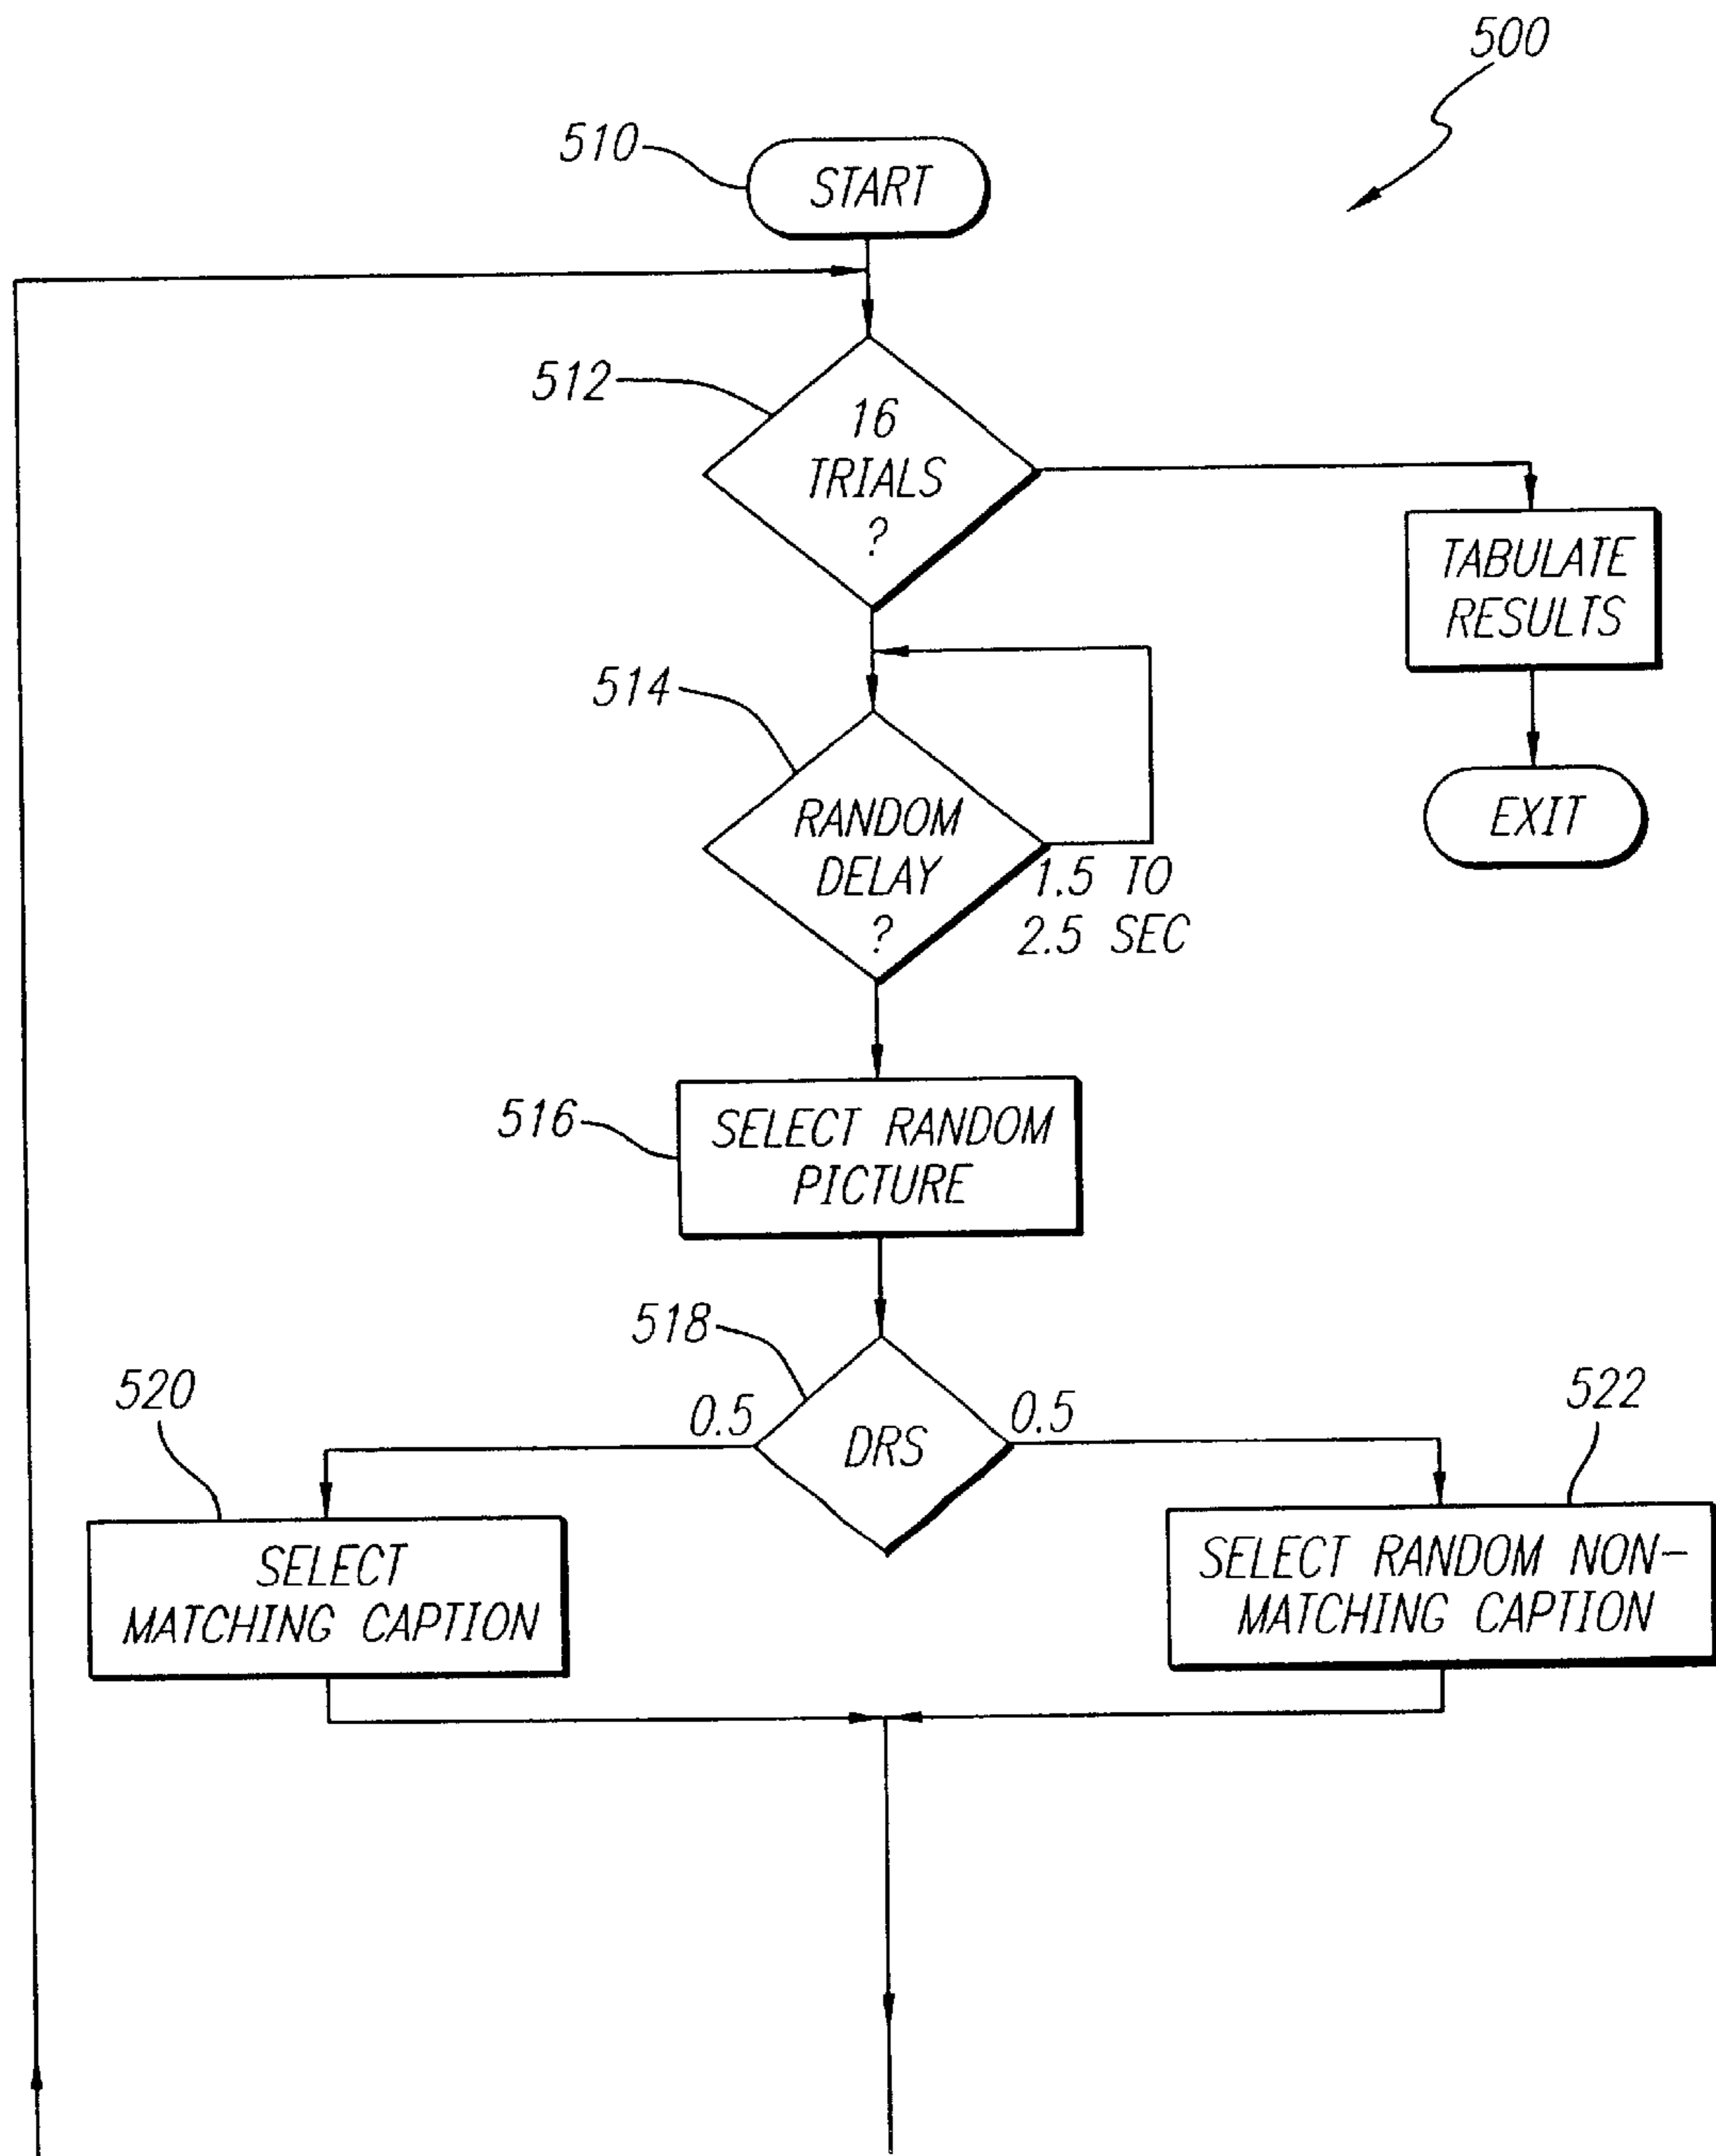 500
510
START
512
16
TRIALS
?
TABULATE
RESULTS
514
RANDOM
DELAY
?
1.5 TO
2.5 SEC
EXIT
516
SELECT RANDOM
PICTURE
518
520
0.5
DRS
0.5
522
SELECT
MATCHING CAPTION
SELECT RANDOM NON-
MATCHING CAPTION